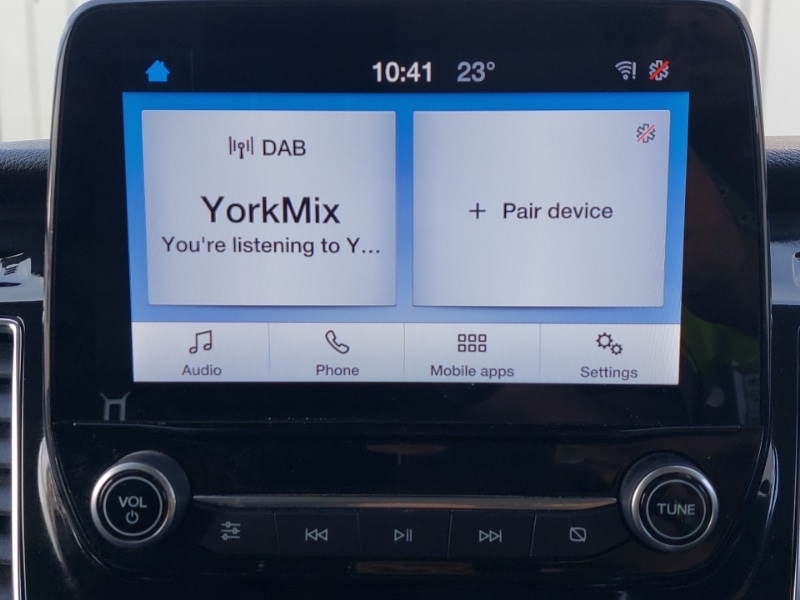 10:41 23°
DAB
YorkMix
You're listening to Y...
+ Pair device
Audio
Phone
Mobile apps
Settings
VOL
TUNE